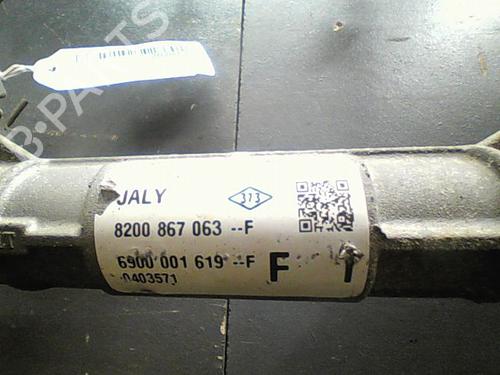 B-PARTS
JALY
373
8200 867 063 --F
6900 001 619 --F
0403571
F